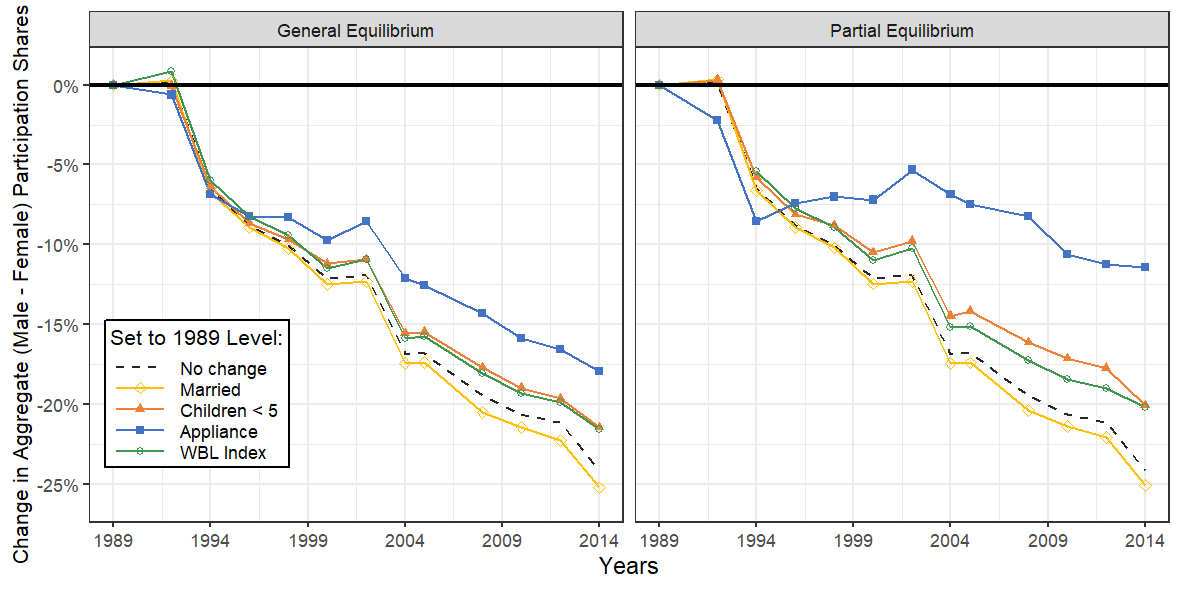 General Equilibrium
Partial Equilibrium
Change in Aggregate (Male - Female) Participation Shares
0%
-5%
-10%
-15%
-20%
-25%
Set to 1989 Level:
No change
Married
Children < 5
Appliance
WBL Index
1989 1994 1999 2004 2009 2014
1989 1994 1999 2004 2009 2014
Years